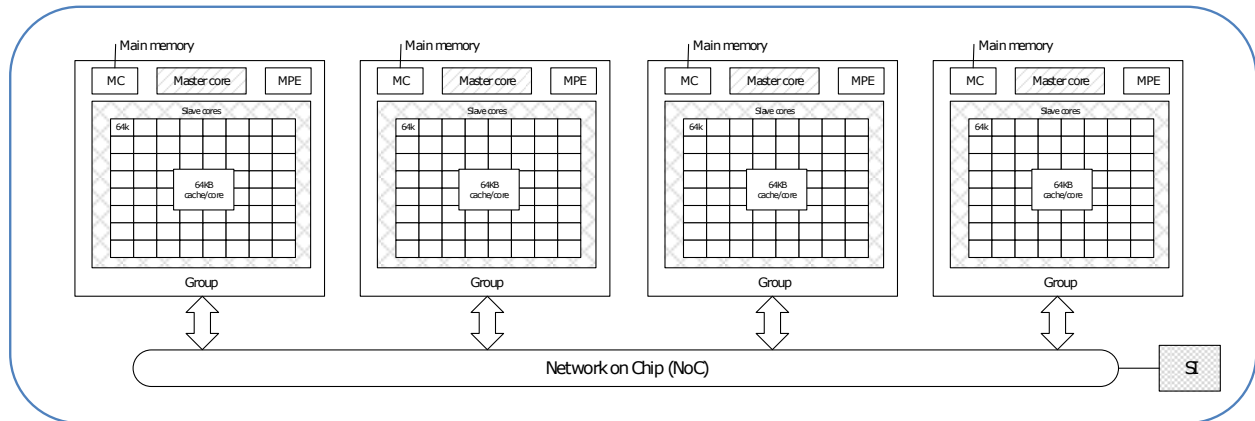 Main memory
Main memory
Main memory
Main memory
MC
Master core
MPE
MC
Master core
MPE
MC
Master core
MPE
MC
Master core
MPE
Slave cores
Slave cores
Slave cores
Slave cores
64k
64k
64k
64k
64KB
cache/core
64KB
cache/core
64KB
cache/core
64KB
cache/core
Group
Group
Group
Group
Network on Chip (NoC)
SI